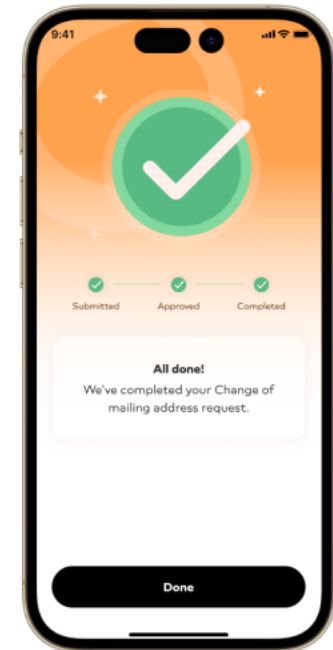 9:41
Submitted Approved Completed
All done!
We've completed your Change of
mailing address request.
Done